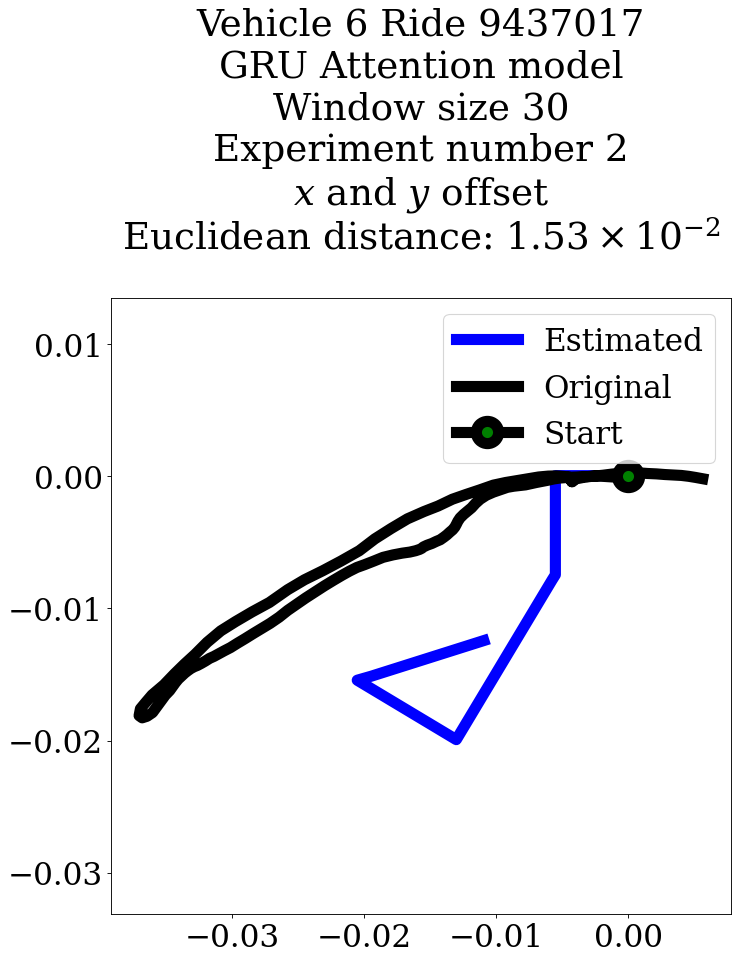 Vehicle 6 Ride 9437017
GRU Attention model
Window size 30
Experiment number 2
x and y offset
Euclidean distance: 1.53 × 10⁻²
Estimated
Original
Start
0.01
0.00
−0.01
−0.02
−0.03
−0.03
−0.02
−0.01
0.00